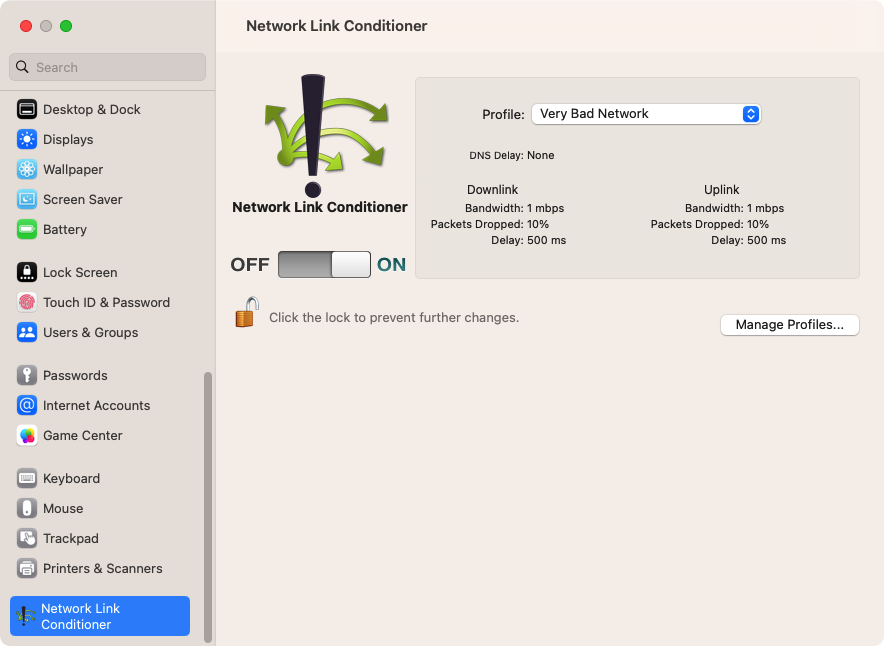 Network Link Conditioner
Search
Desktop & Dock
Displays
Wallpaper
Screen Saver
Battery
Lock Screen
Touch ID & Password
Users & Groups
Passwords
Internet Accounts
Game Center
Keyboard
Mouse
Trackpad
Printers & Scanners
Network Link
Conditioner
Network Link Conditioner
OFF ON
Click the lock to prevent further changes.
Profile: Very Bad Network
DNS Delay: None
Downlink
Bandwidth: 1 mbps
Packets Dropped: 10%
Delay: 500 ms
Uplink
Bandwidth: 1 mbps
Packets Dropped: 10%
Delay: 500 ms
Manage Profiles...